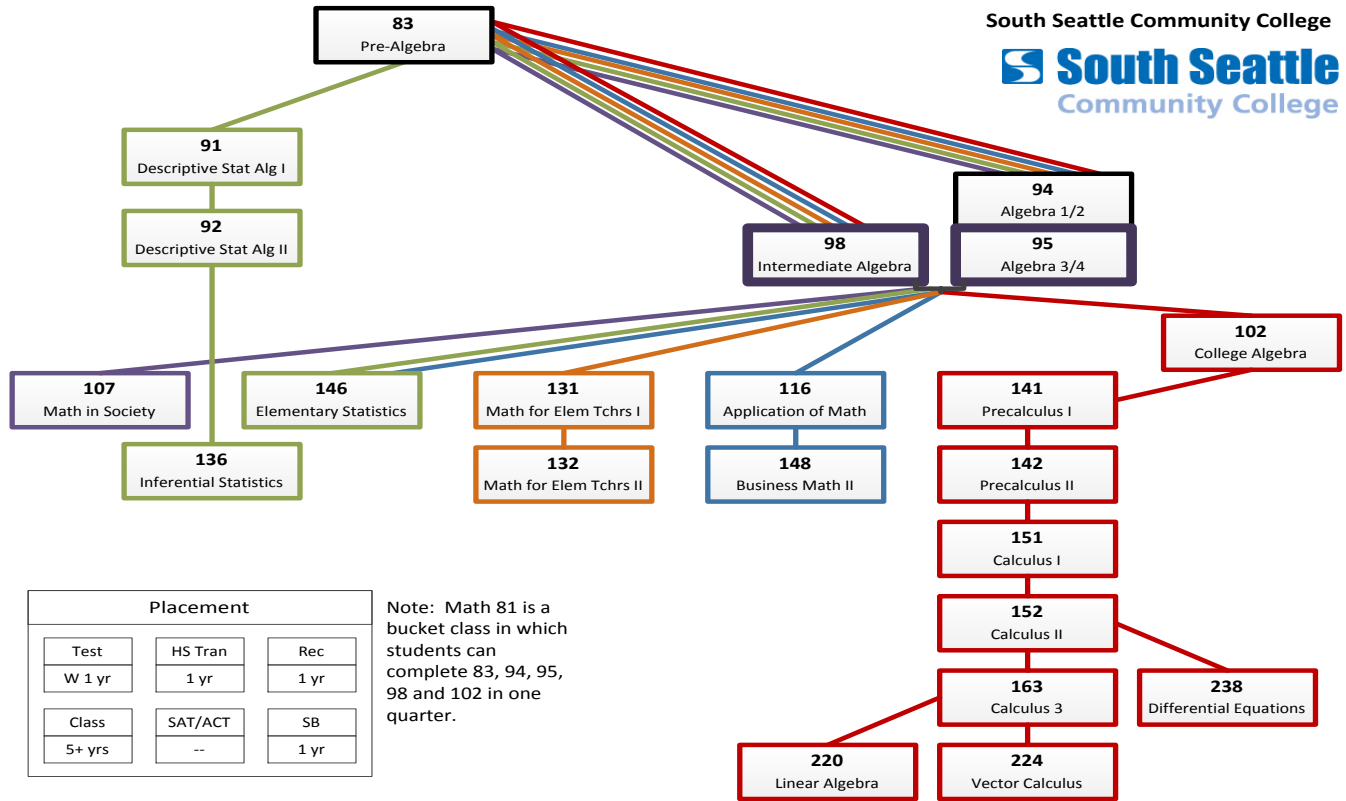 83
Pre-Algebra
South Seattle Community College
South Seattle
Community College
91
Descriptive Stat Alg I
92
Descriptive Stat Alg II
94
Algebra 1/2
98
Intermediate Algebra
95
Algebra 3/4
102
College Algebra
107
Math in Society
146
Elementary Statistics
131
Math for Elem Tchrs I
116
Application of Math
141
Precalculus I
136
Inferential Statistics
132
Math for Elem Tchrs II
148
Business Math II
142
Precalculus II
151
Calculus I
152
Calculus II
163
Calculus 3
238
Differential Equations
220
Linear Algebra
224
Vector Calculus
Placement
Test
W 1 yr
HS Tran
1 yr
Rec
1 yr
Class
5+ yrs
SAT/ACT
--
SB
1 yr
Note: Math 81 is a
bucket class in which
students can
complete 83, 94, 95,
98 and 102 in one
quarter.